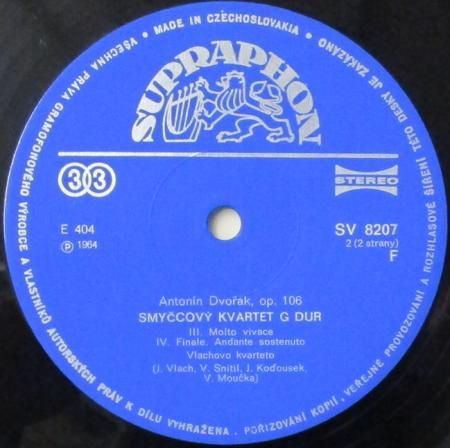 VŠECHNA PRÁVA GRAMOFONOVÉHO VÝROBCE A VLASTNÍKŮ AUTORSKÝCH PRÁV K DÍLU VYHRAŽENA. POŘIZOVÁNÍ KOPIÍ, VEŘEJNÉ PROVOZOVÁNÍ A ROZHLASOVÉ ŠÍŘENÍ TÉTO DESKY JE ZAKÁZÁNO • MADE IN CZECHOSLOVAKIA •
SUPRAPHON
33
STEREO
E 404
SV 8207
Ⓟ 1964
2 (2 strany)
F
Antonín Dvořák, op. 106
SMYČCOVÝ KVARTET G DUR
III. Molto vivace
IV. Finale. Andante sostenuto
Vlachovo kvarteto
(J. Vlach, V. Snítil, J. Koďousek,
V. Moučka)